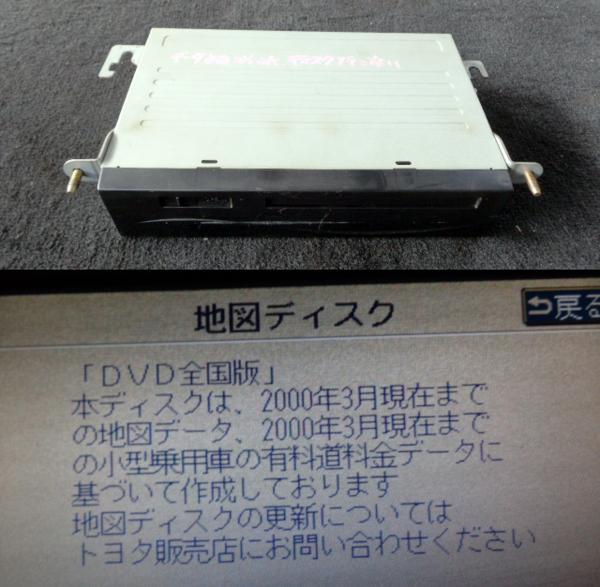 地図ディスク
戻る
「DVD全国版」
本ディスクは、2000年3月現在まで
の地図データ、2000年3月現在まで
の小型乗用車の有料道料金データに
基づいて作成しております
地図ディスクの更新については
トヨタ販売店にお問い合わせください